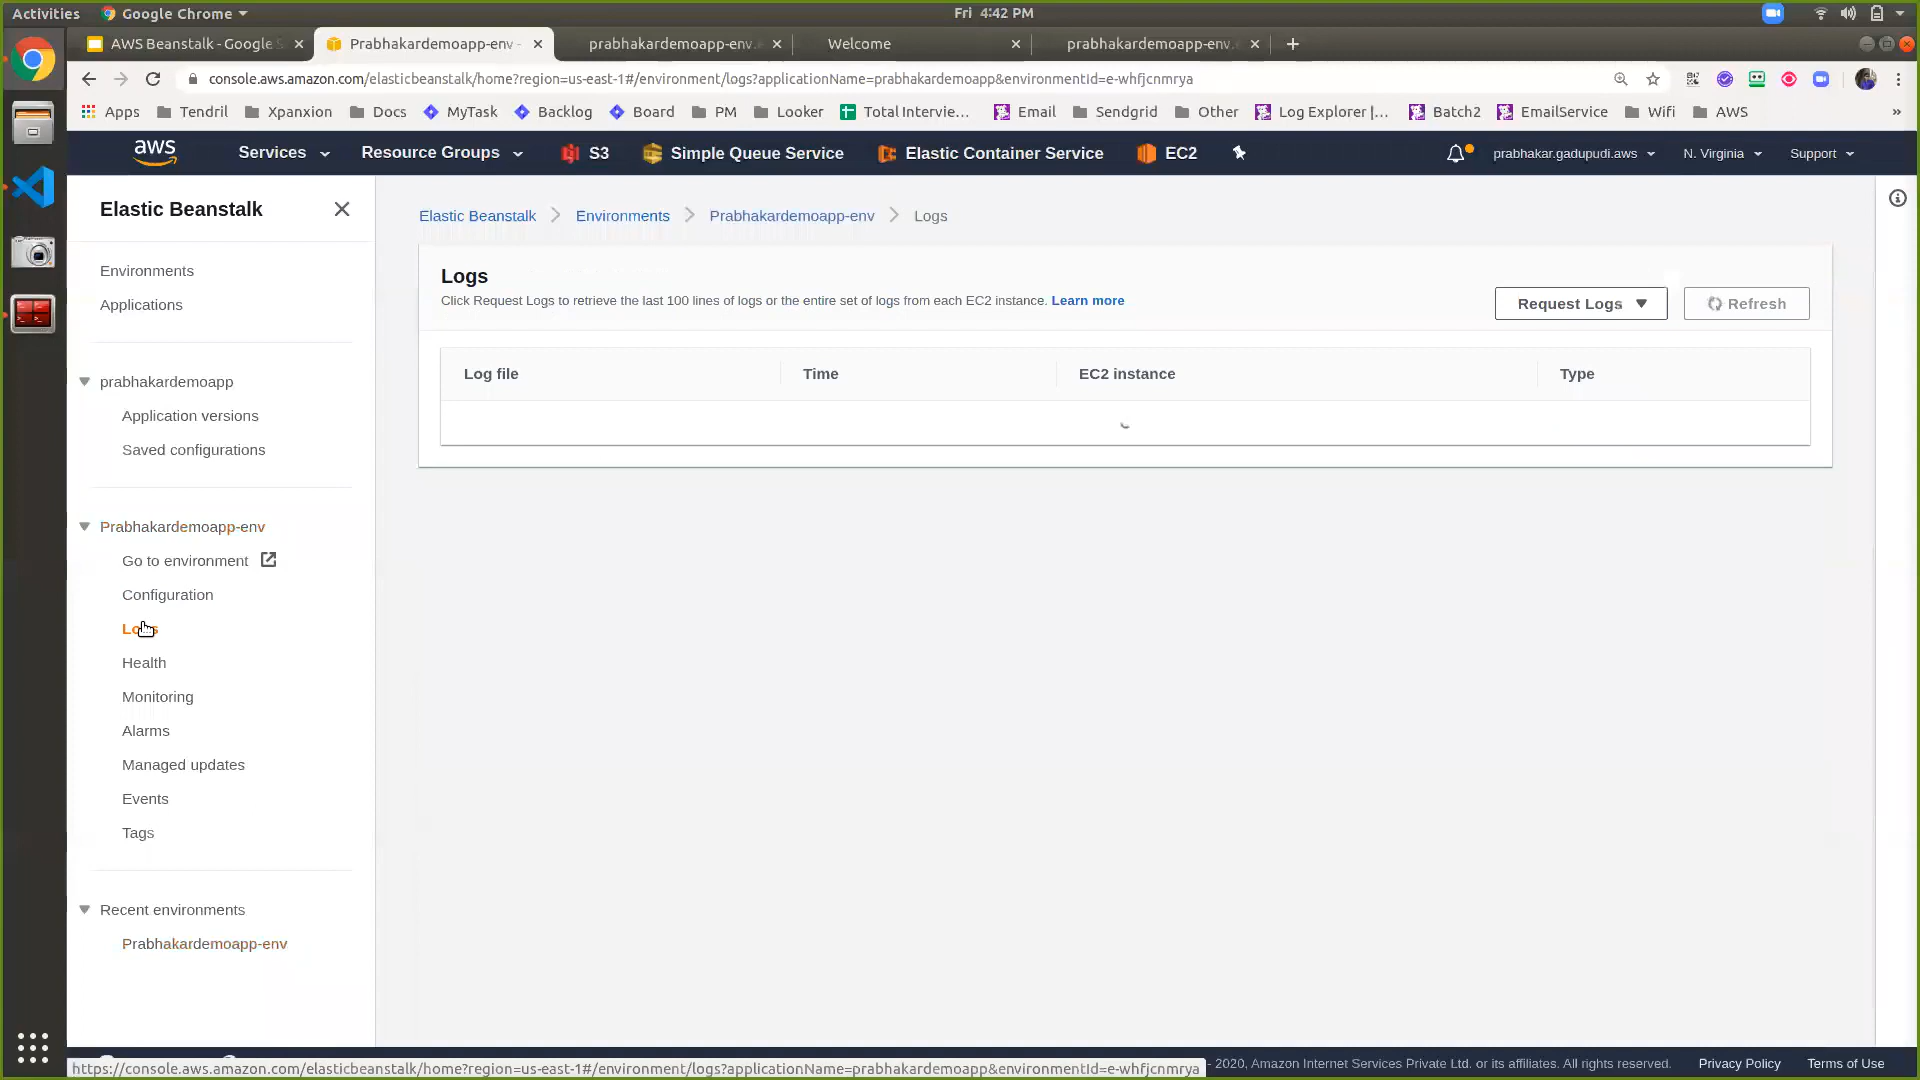 Activities Google Chrome Fri 4:42 PM
AWS Beanstalk - Google S Prabhakardemoapp-env - prabhakardemoapp-env. Welcome prabhakardemoapp-env.
console.aws.amazon.com/elasticbeanstalk/home?region=us-east-1#/environment/logs?applicationName=prabhakardemoapp&environmentId=e-whfjcnmrya
Apps Tendril Xpanxion Docs MyTask Backlog Board PM Looker Total Intervie... Email Sendgrid Other Log Explorer |... Batch2 EmailService Wifi AWS »
aws Services Resource Groups S3 Simple Queue Service Elastic Container Service EC2 prabhakar.gadupudi.aws N. Virginia Support
Elastic Beanstalk
Environments
Applications
prabhakardemoapp
Application versions
Saved configurations
Prabhakardemoapp-env
Go to environment
Configuration
Logs
Health
Monitoring
Alarms
Managed updates
Events
Tags
Recent environments
Prabhakardemoapp-env
Elastic Beanstalk Environments Prabhakardemoapp-env Logs
Logs
Click Request Logs to retrieve the last 100 lines of logs or the entire set of logs from each EC2 instance. Learn more
Request Logs Refresh
Log file Time EC2 instance Type
https://console.aws.amazon.com/elasticbeanstalk/home?region=us-east-1#/environment/logs?applicationName=prabhakardemoapp&environmentId=e-whfjcnmrya
- 2020, Amazon Internet Services Private Ltd. or its affiliates. All rights reserved. Privacy Policy Terms of Use